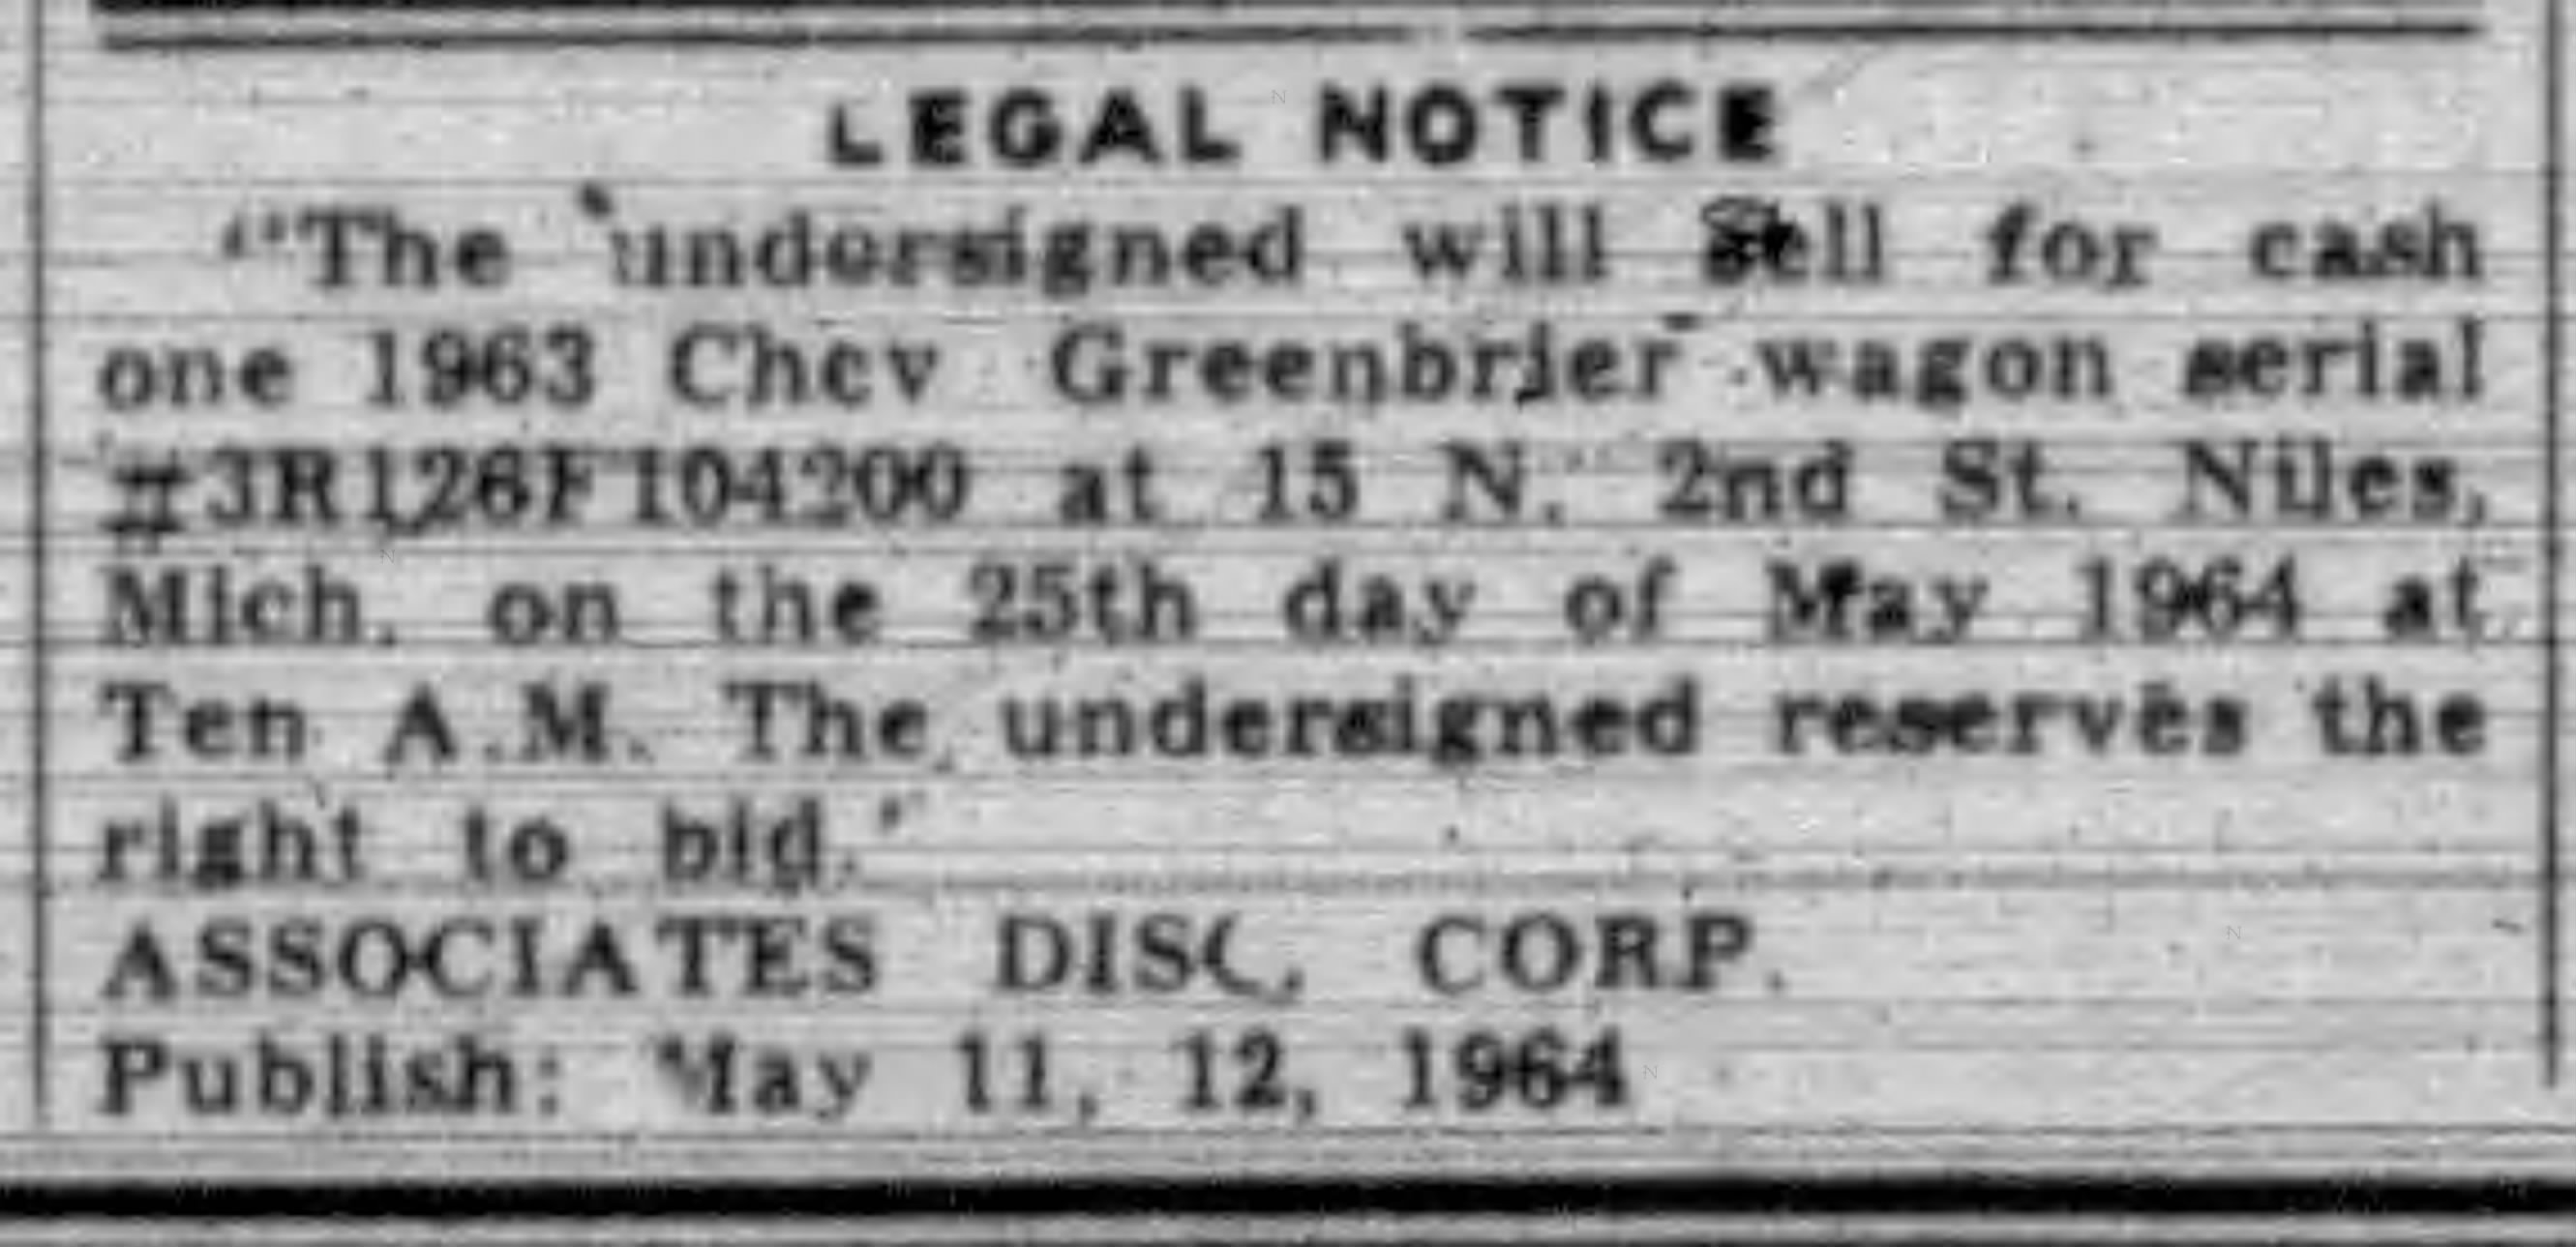 LEGAL NOTICE
"The undersigned will sell for cash
one 1963 Chev Greenbrier wagon serial
#3R126F104200 at 15 N. 2nd St. Niles,
Mich. on the 25th day of May 1964 at
Ten A.M. The undersigned reserves the
right to bid."
ASSOCIATES DISC. CORP.
Publish: May 11, 12, 1964